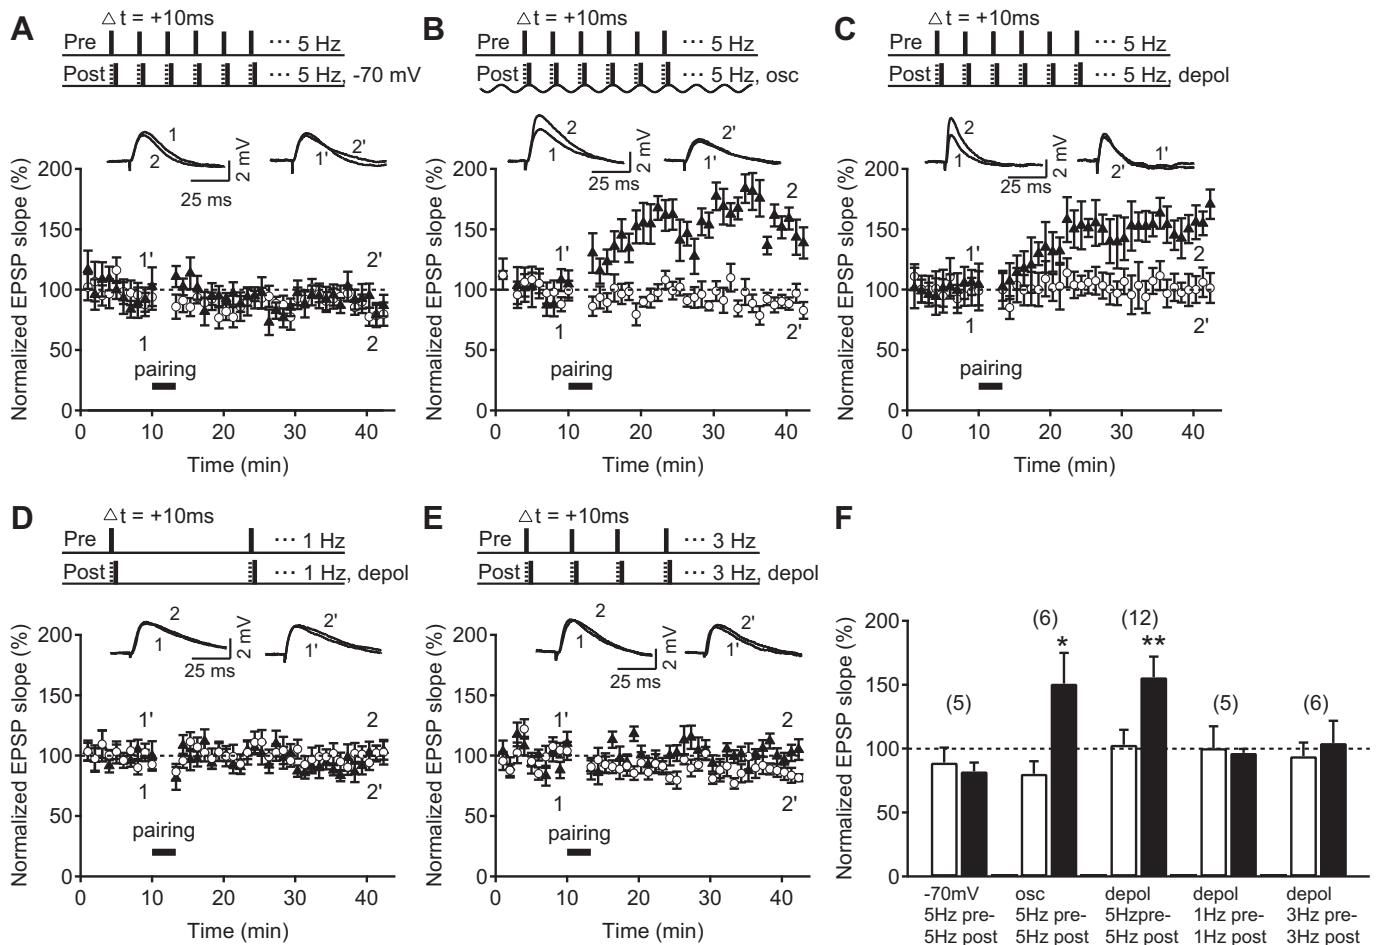 A
△t = +10ms
Pre ··· 5 Hz
Post ··· 5 Hz, -70 mV
1
2
2 mV
25 ms
2'
1'
Normalized EPSP slope (%)
200
150
100
50
0
1'
1
2'
2
pairing
0 10 20 30 40
Time (min)
B
△t = +10ms
Pre ··· 5 Hz
Post ··· 5 Hz, osc
2
1
2 mV
25 ms
2'
1'
Normalized EPSP slope (%)
200
150
100
50
0
1'
1
2
2'
pairing
0 10 20 30 40
Time (min)
C
△t = +10ms
Pre ··· 5 Hz
Post ··· 5 Hz, depol
2
1
2 mV
25 ms
1'
2'
Normalized EPSP slope (%)
200
150
100
50
0
1'
1
2
2'
pairing
0 10 20 30 40
Time (min)
D
△t = +10ms
Pre ··· 1 Hz
Post ··· 1 Hz, depol
2
1
2 mV
25 ms
2'
1'
Normalized EPSP slope (%)
200
150
100
50
0
1'
1
2
2'
pairing
0 10 20 30 40
Time (min)
E
△t = +10ms
Pre ··· 3 Hz
Post ··· 3 Hz, depol
2
1
2 mV
25 ms
2'
1'
Normalized EPSP slope (%)
200
150
100
50
0
1'
1
2
2'
pairing
0 10 20 30 40
Time (min)
F
Normalized EPSP slope (%)
200
150
100
50
0
(5)
(6)
*
(12)
**
(5)
(6)
-70mV
5Hz pre-
5Hz post
osc
5Hz pre-
5Hz post
depol
5Hzpre-
5Hz post
depol
1Hz pre-
1Hz post
depol
3Hz pre-
3Hz post